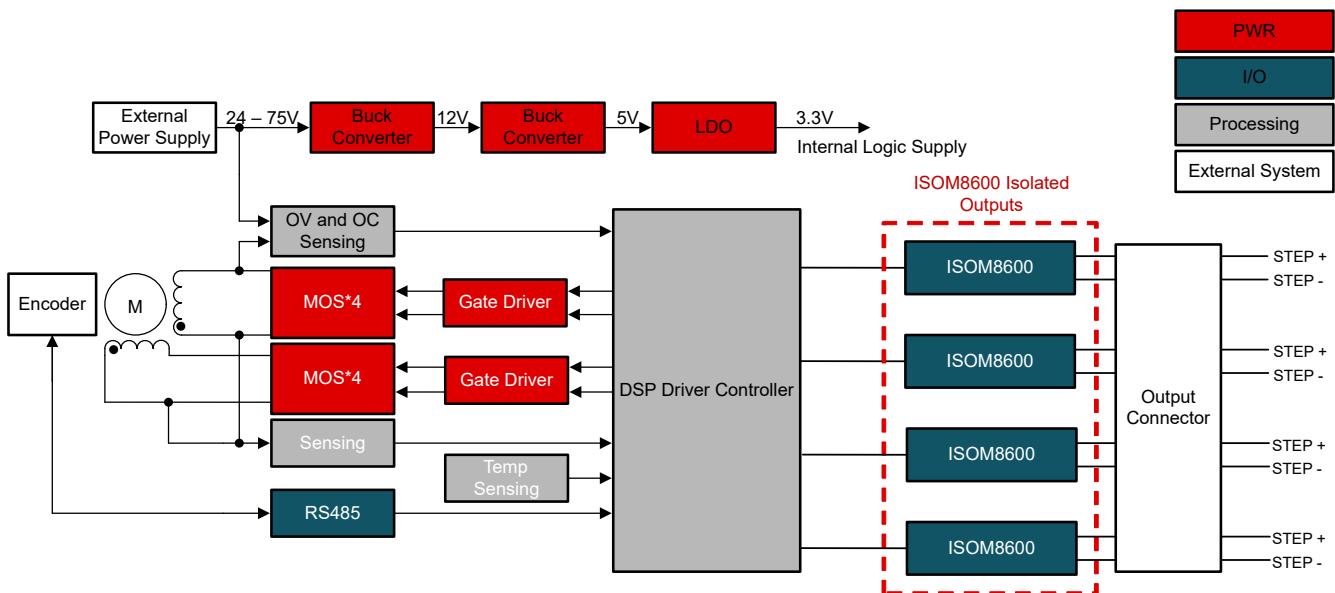 PWR
I/O
Processing
External System
External
Power Supply
24 – 75V
Buck
Converter
12V
Buck
Converter
5V
LDO
3.3V
Internal Logic Supply
ISOM8600 Isolated
Outputs
OV and OC
Sensing
Encoder
M
MOS*4
Gate Driver
MOS*4
Gate Driver
Sensing
Temp
Sensing
RS485
DSP Driver Controller
ISOM8600
ISOM8600
ISOM8600
ISOM8600
Output
Connector
STEP +
STEP -
STEP +
STEP -
STEP +
STEP -
STEP +
STEP -